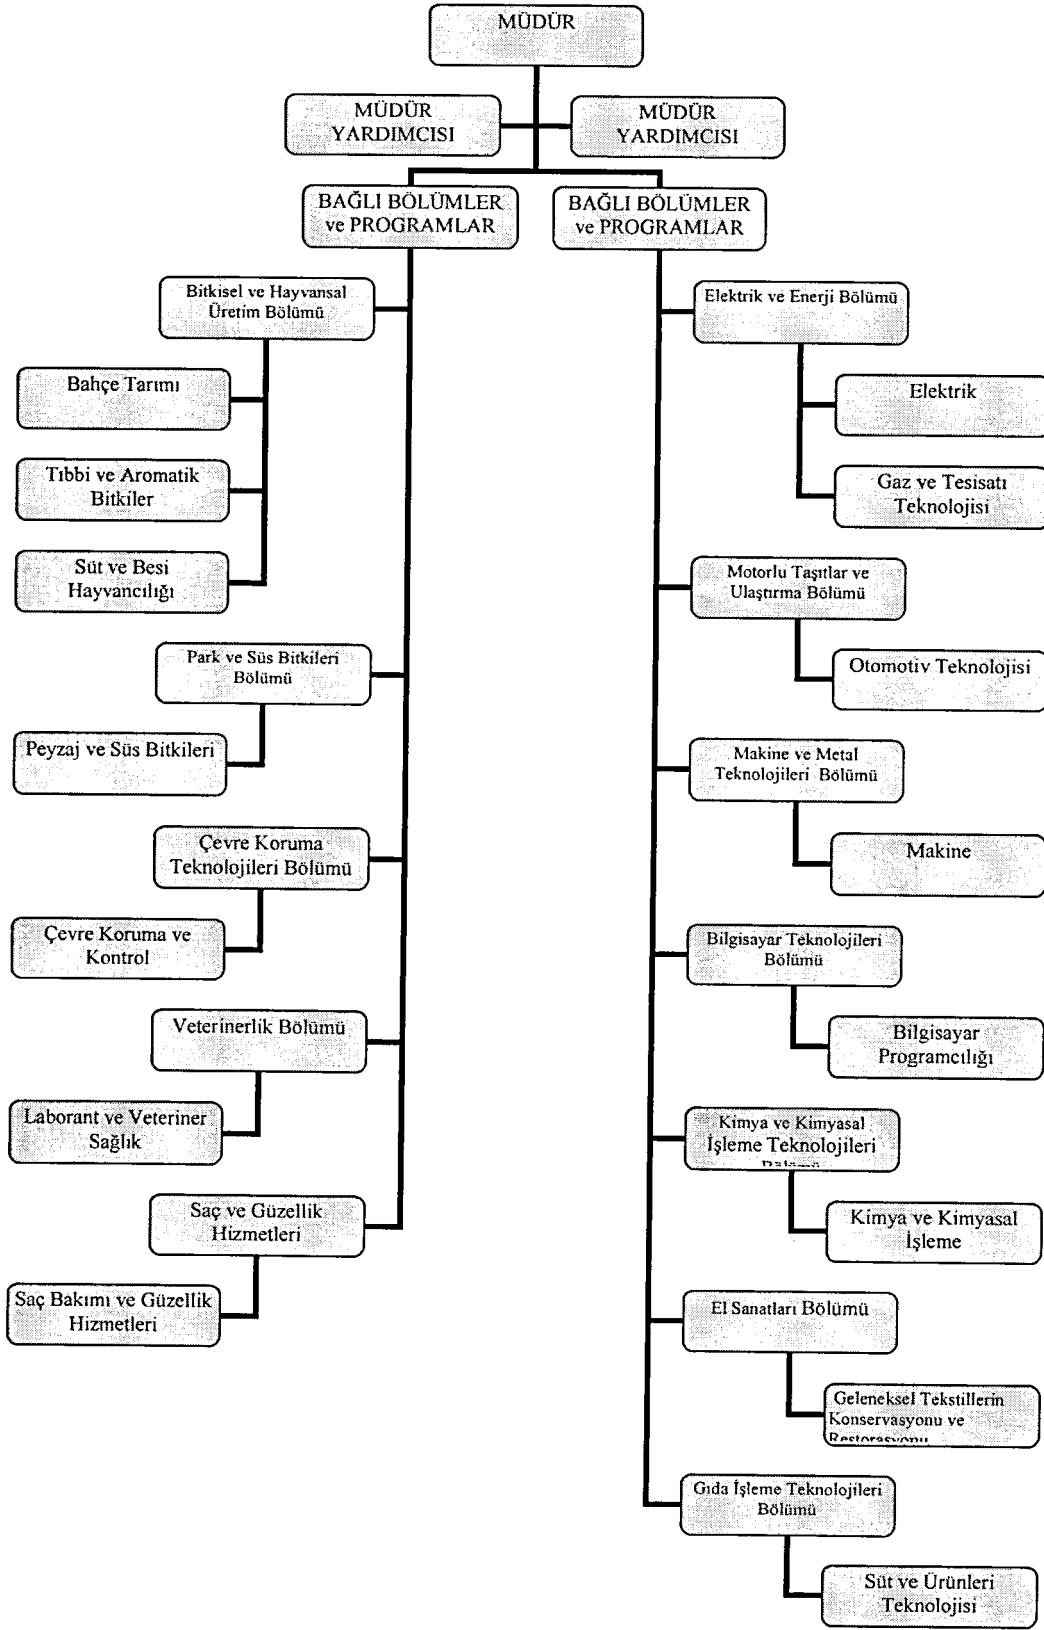 MÜDÜR
MÜDÜR
YARDIMCISI
MÜDÜR
YARDIMCISI
BAĞLI BÖLÜMLER
ve PROGRAMLAR
BAĞLI BÖLÜMLER
ve PROGRAMLAR
Bitkisel ve Hayvansal
Üretim Bölümü
Bahçe Tarımı
Tıbbi ve Aromatik
Bitkiler
Süt ve Besi
Hayvancılığı
Park ve Süs Bitkileri
Bölümü
Peyzaj ve Süs Bitkileri
Çevre Koruma
Teknolojileri Bölümü
Çevre Koruma ve
Kontrol
Veterinerlik Bölümü
Laborant ve Veteriner
Sağlık
Saç ve Güzellik
Hizmetleri
Saç Bakımı ve Güzellik
Hizmetleri
Elektrik ve Enerji Bölümü
Elektrik
Gaz ve Tesisatı
Teknolojisi
Motorlu Taşıtlar ve
Ulaştırma Bölümü
Otomotiv Teknolojisi
Makine ve Metal
Teknolojileri Bölümü
Makine
Bilgisayar Teknolojileri
Bölümü
Bilgisayar
Programcılığı
Kimya ve Kimyasal
İşleme Teknolojileri
Bölümü
Kimya ve Kimyasal
İşleme
El Sanatları Bölümü
Geleneksel Tekstillerin
Konservasyonu ve
Restorasyonu
Gıda İşleme Teknolojileri
Bölümü
Süt ve Ürünleri
Teknolojisi